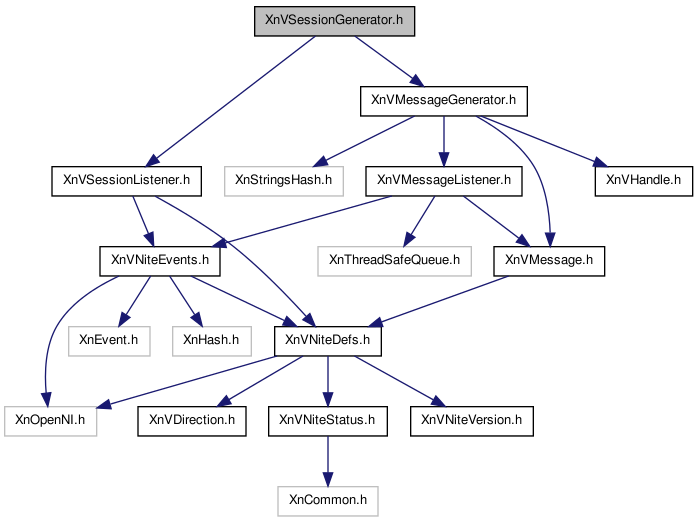 XnVSessionGenerator.h
XnVMessageGenerator.h
XnVSessionListener.h
XnStringsHash.h
XnVMessageListener.h
XnVHandle.h
XnVNiteEvents.h
XnThreadSafeQueue.h
XnVMessage.h
XnEvent.h
XnHash.h
XnVNiteDefs.h
XnOpenNI.h
XnVDirection.h
XnVNiteStatus.h
XnVNiteVersion.h
XnCommon.h